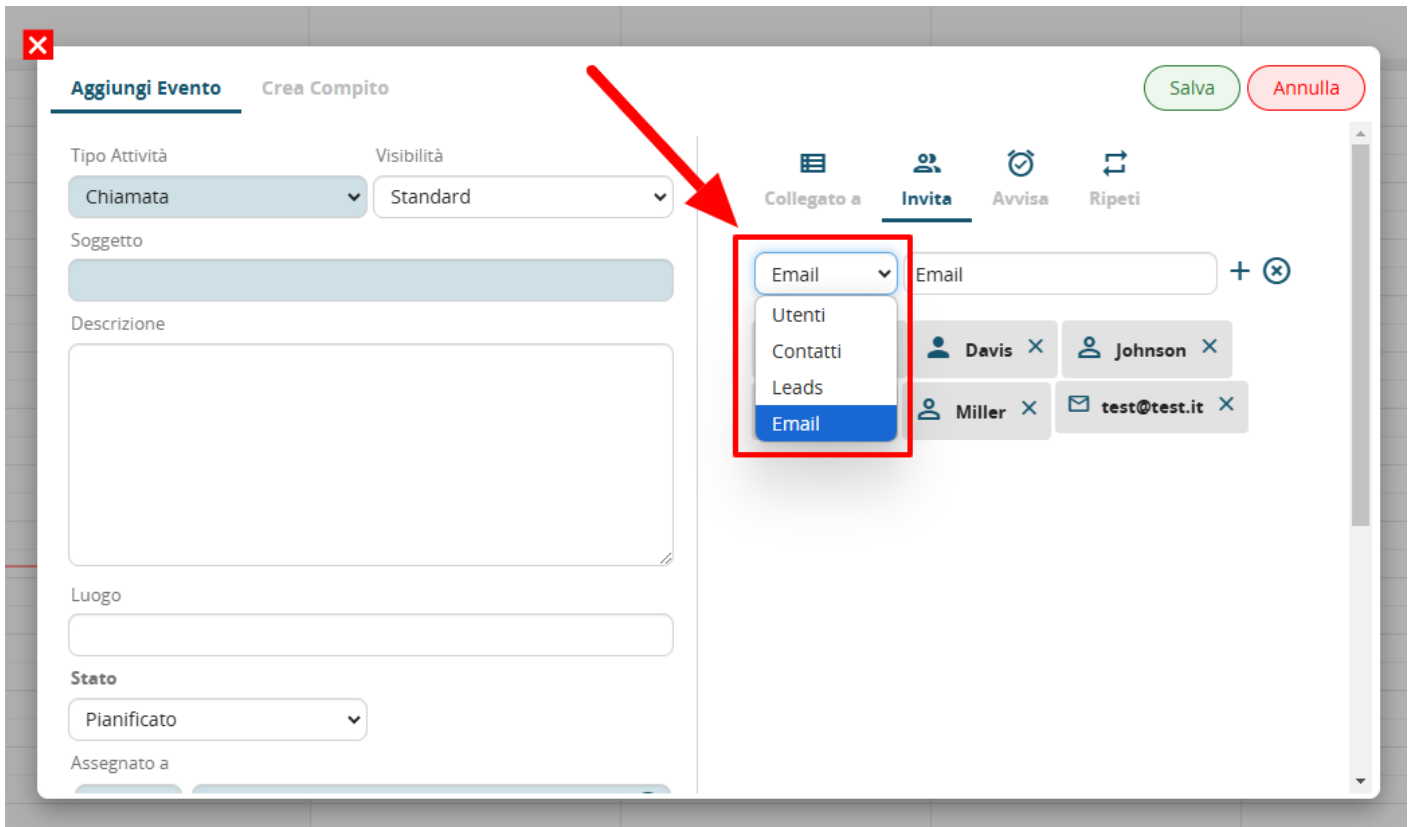 Aggiungi Evento Crea Compito Salva Annulla
Tipo Attività Visibilità
Chiamata Standard
Soggetto
Descrizione
Luogo
Stato
Pianificato
Assegnato a
Collegato a Invita Avvisa Ripeti
Email Email
Utenti
Contatti
Leads
Email
Davis Johnson
Miller test@test.it